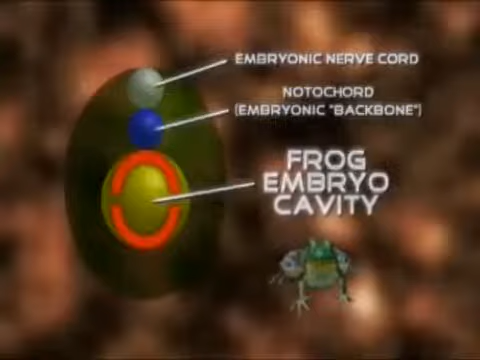 EMBRYONIC NERVE CORD
NOTOCHORD
(EMBRYONIC "BACKBONE")
FROG
EMBRYO
CAVITY